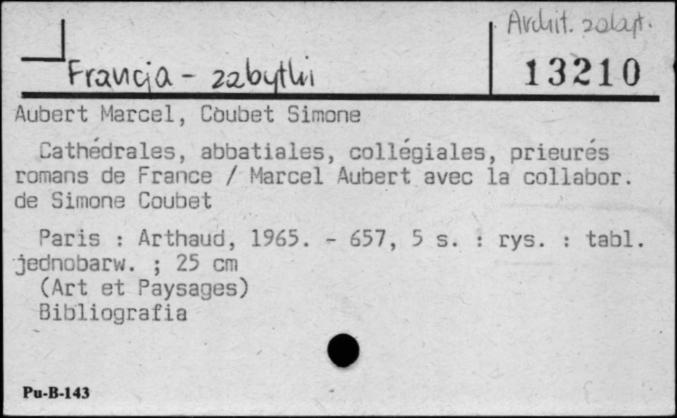 Archit. zabyt.
Francja - zabytki
13210
Aubert Marcel, Coubet Simone
Cathédrales, abbatiales, collégiales, prieurés
romans de France / Marcel Aubert avec la collabor.
de Simone Coubet
Paris : Arthaud, 1965. - 657, 5 s. : rys. : tabl.
jednobarw. ; 25 cm
(Art et Paysages)
Bibliografia
Pu-B-143